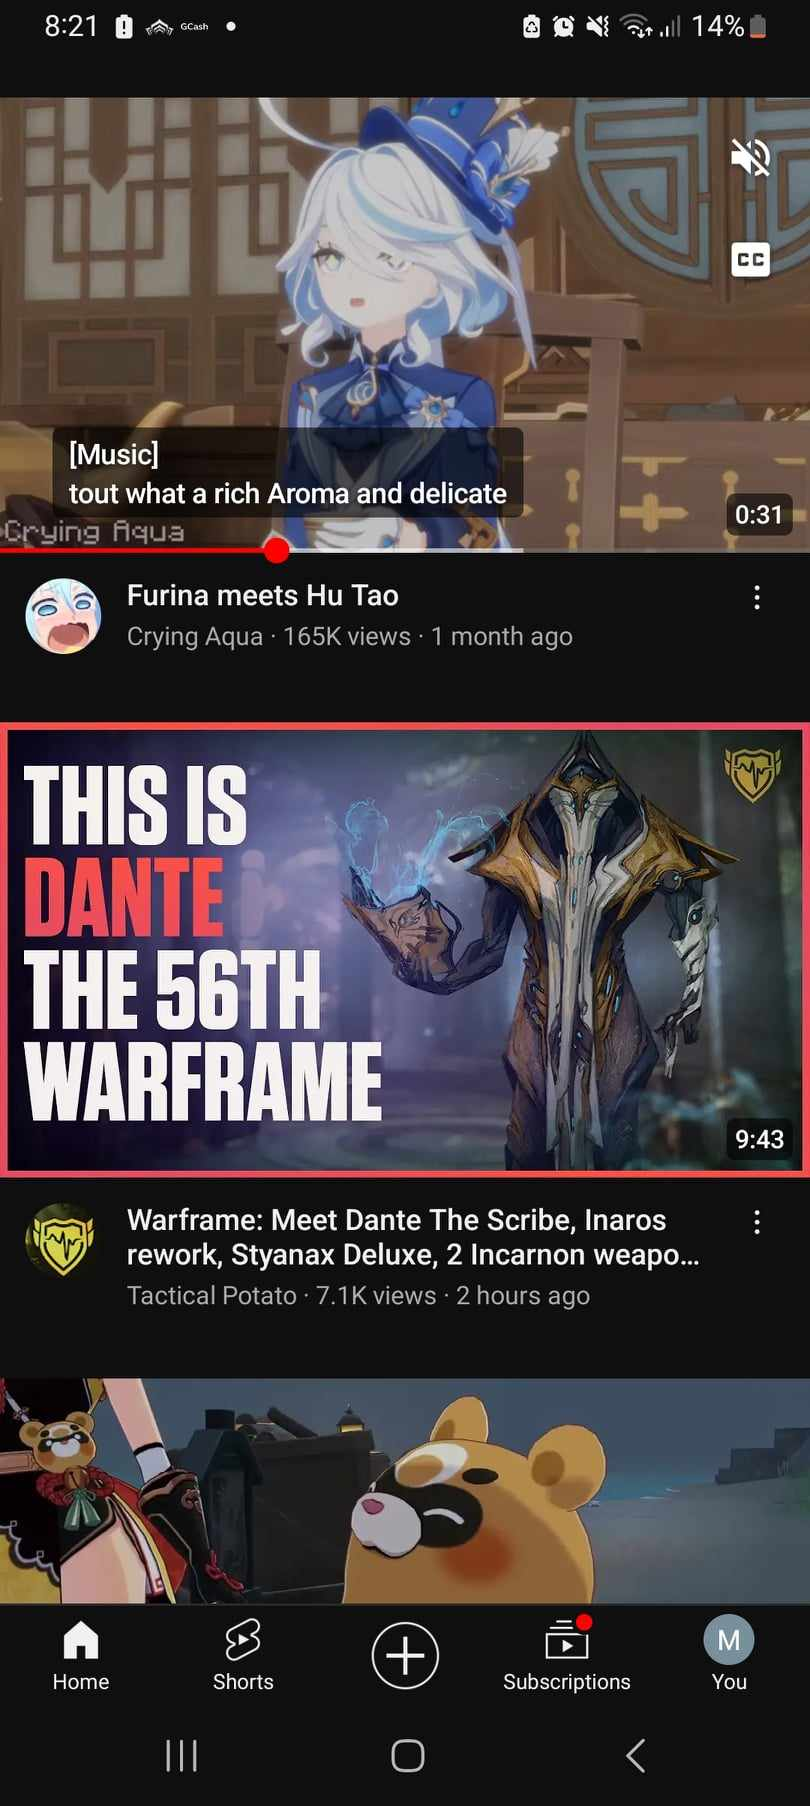 8:21 GCash 14%
CC
[Music]
tout what a rich Aroma and delicate
Crying Aqua
0:31
Furina meets Hu Tao
Crying Aqua · 165K views · 1 month ago
THIS IS
DANTE
THE 56TH
WARFRAME
9:43
Warframe: Meet Dante The Scribe, Inaros
rework, Styanax Deluxe, 2 Incarnon weapo...
Tactical Potato · 7.1K views · 2 hours ago
Home
Shorts
Subscriptions
M
You